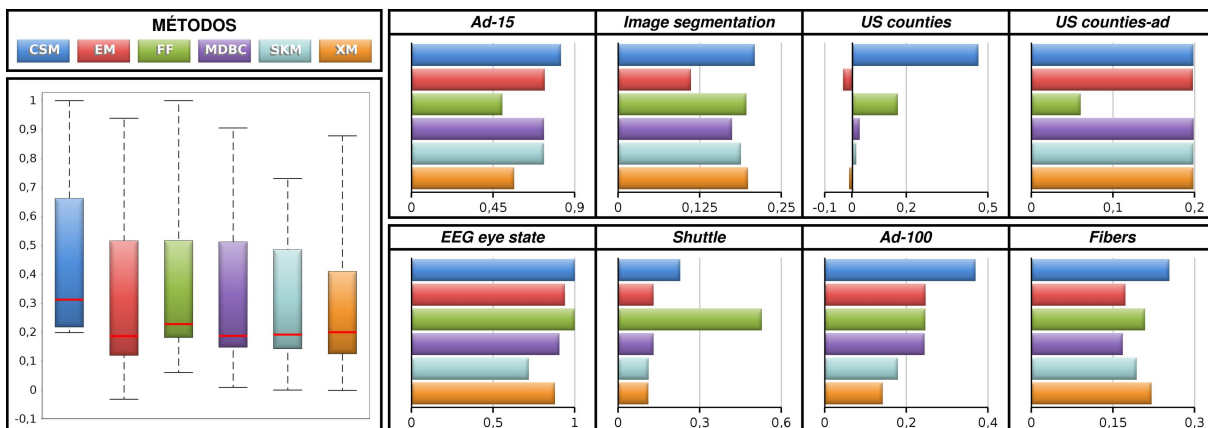 MÉTODOS
CSM EM FF MDBC SKM XM
1
0,9
0,8
0,7
0,6
0,5
0,4
0,3
0,2
0,1
0
-0,1
Ad-15 Image segmentation US counties US counties-ad
0 0,45 0,9 0 0,125 0,25 -0,1 0 0,2 0,5 0 0,1 0,2
EEG eye state Shuttle Ad-100 Fibers
0 0,5 1 0 0,3 0,6 0 0,2 0,4 0 0,15 0,3